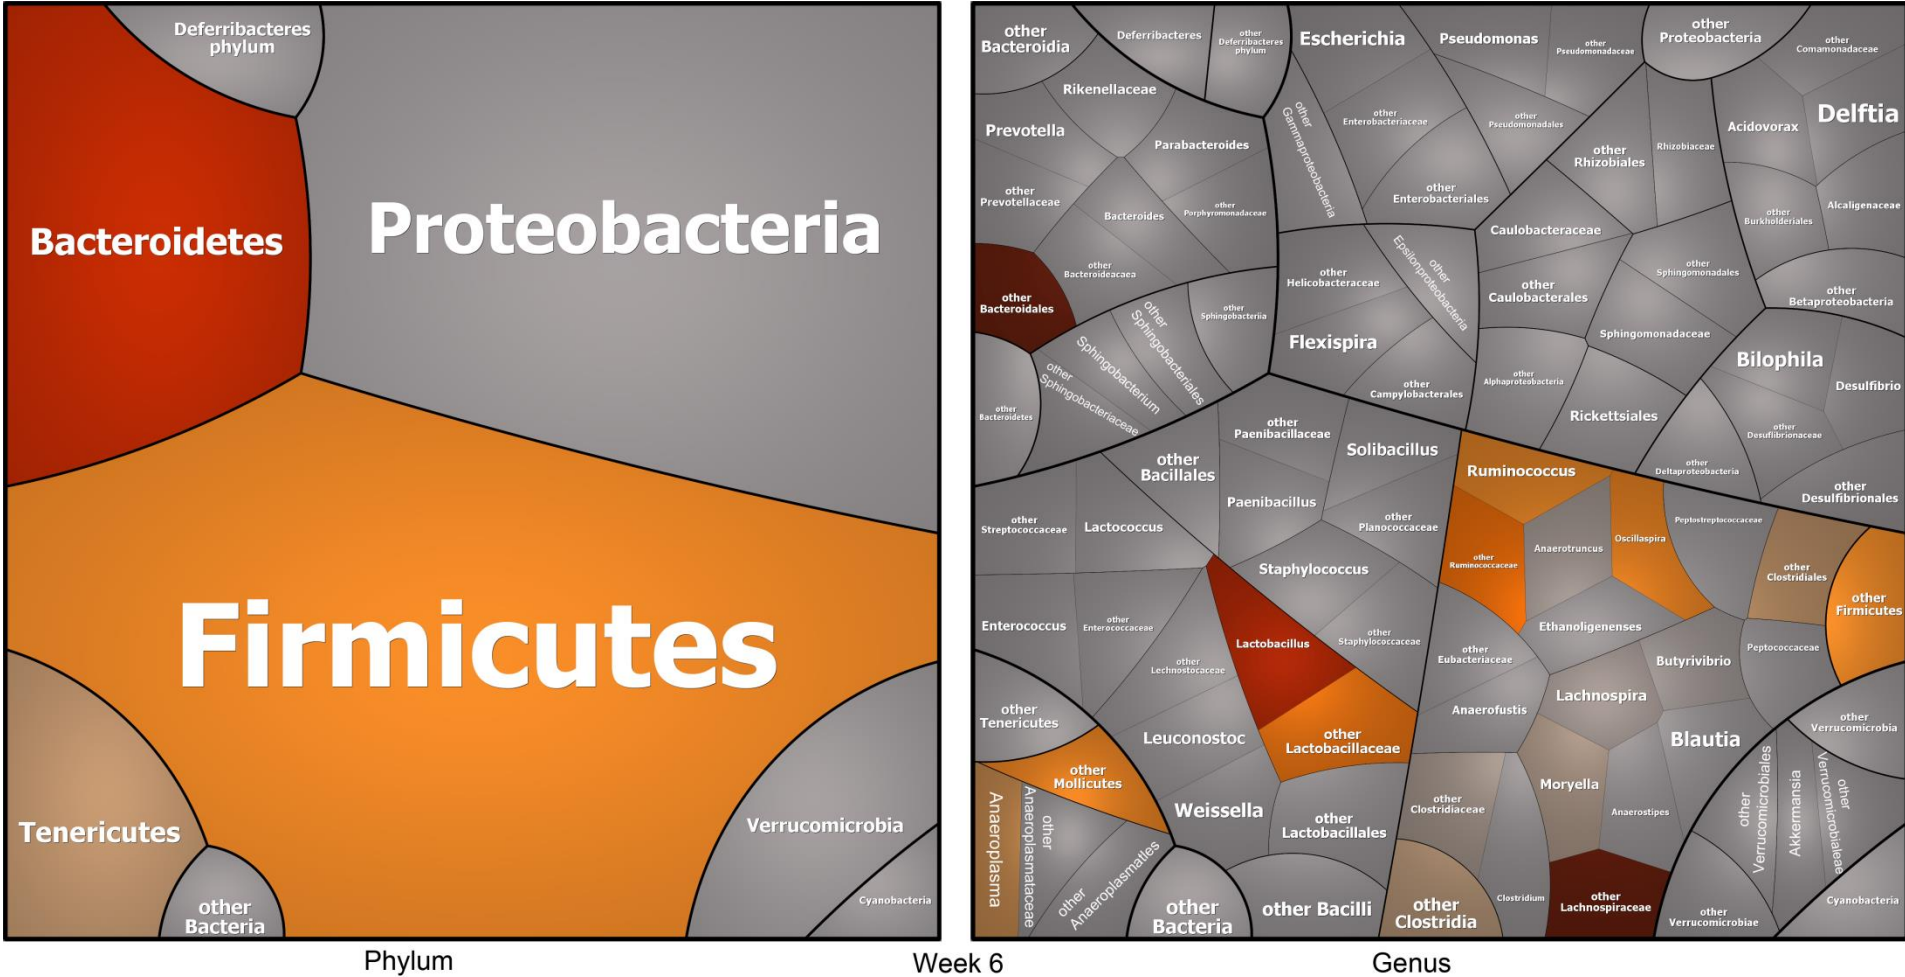 Deferribacteres
phylum
Bacteroidetes
Proteobacteria
Firmicutes
Tenericutes
Verrucomicrobia
Cyanobacteria
other
Bacteria
other
Bacteroidia
Deferribacteres
other
Deferribacteres
phylum
Escherichia
Pseudomonas
other
Pseudomonadaceae
other
Proteobacteria
other
Comamonadaceae
Rikenellaceae
Prevotella
Parabacteroides
other
Gammaproteobacteria
other
Enterobacteriaceae
other
Pseudomonadales
other
Rhizobiales
Rhizobiaceae
Acidovorax
Delftia
other
Prevotellaceae
Bacteroides
other
Porphyromonadaceae
other
Enterobacteriales
other
Burkholderiales
Alcaligenaceae
other
Bacteroideacaea
other
Bacteroidales
other
Helicobacteraceae
other
Epsilonproteobacteria
Caulobacteraceae
other
Caulobacterales
other
Sphingomonadales
other
Betaproteobacteria
other
Sphingobacteriia
other
Sphingobacteriales
Sphingobacterium
other
Sphingobacteriaceae
other
Bacteroidetes
Flexispira
other
Campylobacterales
Sphingomonadaceae
other
Alphaproteobacteria
Rickettsiales
Bilophila
Desulfibrio
other
Desuflibrionaceae
other
Deltaproteobacteria
other
Desulfibrionales
other
Bacillales
other
Paenibacillaceae
Solibacillus
Paenibacillus
other
Planococcaceae
other
Streptococcaceae
Lactococcus
Staphylococcus
other
Staphylococcaceae
Enterococcus
other
Enterococcaceae
other
Lechnostocaceae
Lactobacillus
other
Lactobacillaceae
Leuconostoc
Weissella
other
Lactobacillales
other Bacilli
other
Bacteria
other
Tenericutes
other
Mollicutes
Anaeroplasma
other
Anaeroplasmataceae
other
Anaeroplasmatles
Ruminococcus
other
Ruminococcaceae
Anaerotruncus
Oscillaspira
Peptostreptococcaceae
other
Clostridiales
other
Firmicutes
Ethanoligenenses
other
Eubacteriaceae
Butyrivibrio
Peptococcaceae
Lachnospira
Anaerofustis
Blautia
Moryella
Anaerostipes
other
Clostridiaceae
Clostridium
other
Clostridia
other
Lachnospiraceae
other
Verrucomicrobia
other
Verrucomicrobiales
Akkermansia
other
Verrucomicrobialeae
other
Verrucomicrobiae
Cyanobacteria
Phylum
Week 6
Genus